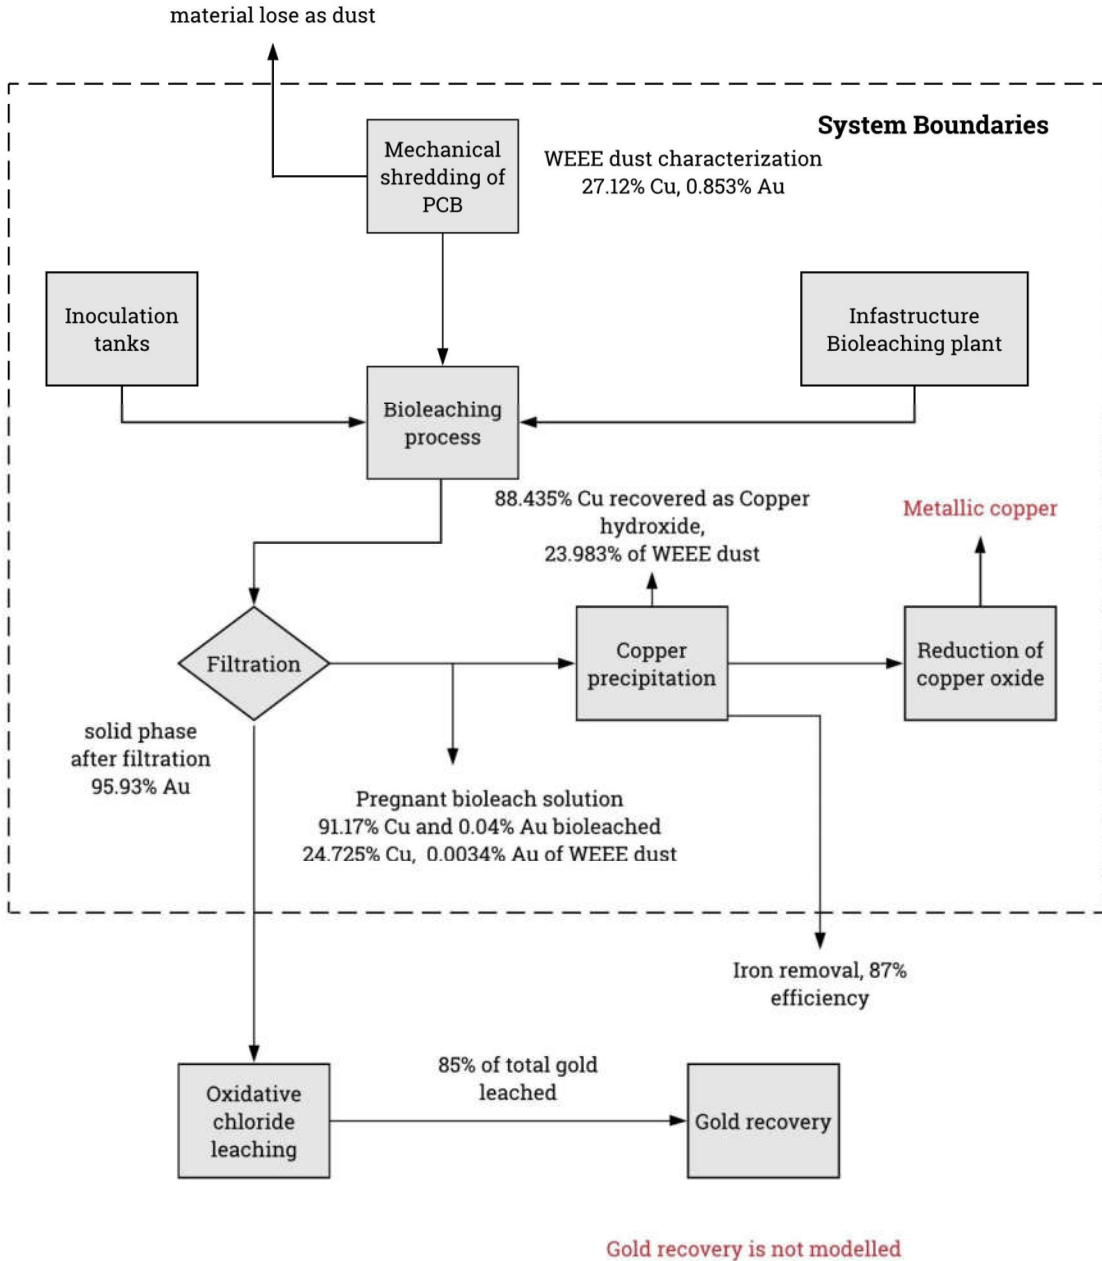 material lose as dust
System Boundaries
Mechanical
shredding of
PCB
WEEE dust characterization
27.12% Cu, 0.853% Au
Inoculation
tanks
Infastructure
Bioleaching plant
Bioleaching
process
88.435% Cu recovered as Copper
hydroxide,
23.983% of WEEE dust
Metallic copper
Filtration
Copper
precipitation
Reduction of
copper oxide
solid phase
after filtration
95.93% Au
Pregnant bioleach solution
91.17% Cu and 0.04% Au bioleached
24.725% Cu, 0.0034% Au of WEEE dust
Iron removal, 87%
efficiency
Oxidative
chloride
leaching
85% of total gold
leached
Gold recovery
Gold recovery is not modelled